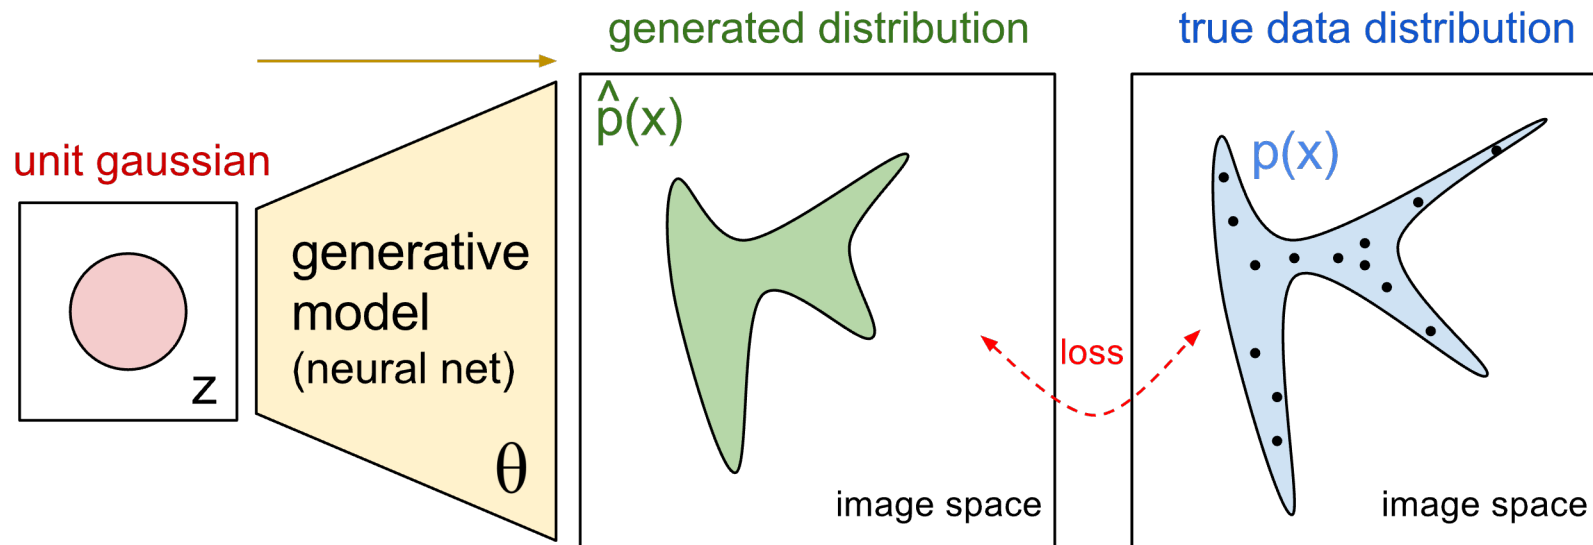 unit gaussian
z
generative
model
(neural net)
θ
generated distribution
p̂(x)
image space
loss
true data distribution
p(x)
image space